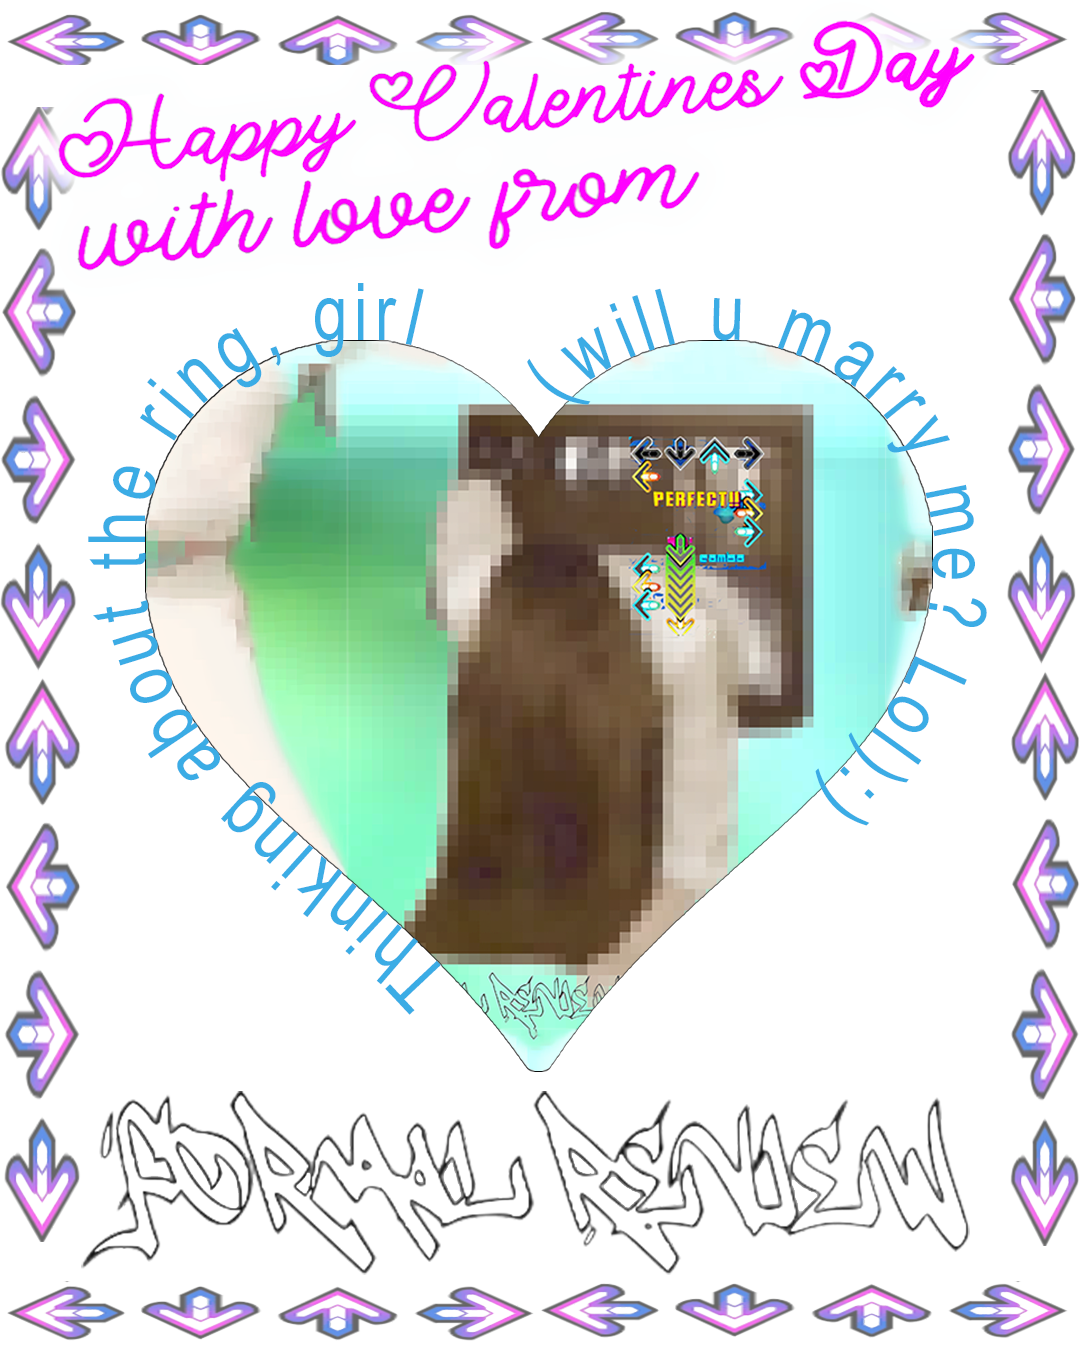 Happy Valentines Day
with love from
Thinking about the ring, girl (will u marry me? Lol) :)
PERFECT!!
combo
REVIEW
FORMAL REVIEW